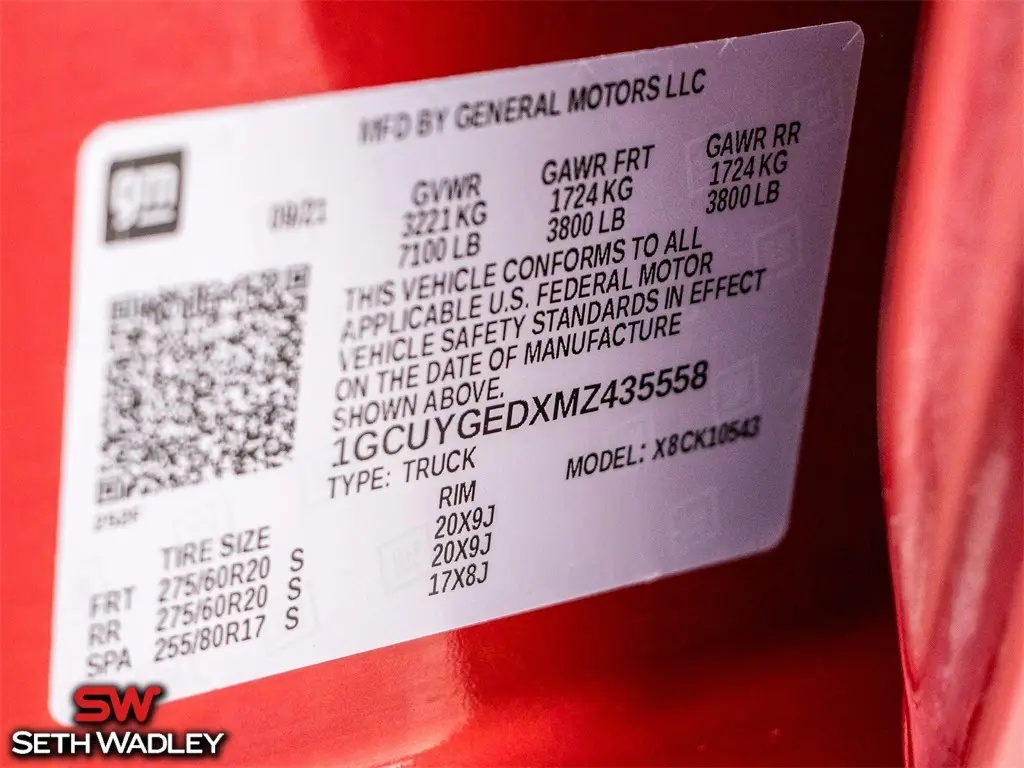 MFD BY GENERAL MOTORS LLC
gm
09/21
GVWR GAWR FRT GAWR RR
3221 KG 1724 KG 1724 KG
7100 LB 3800 LB 3800 LB
THIS VEHICLE CONFORMS TO ALL
APPLICABLE U.S. FEDERAL MOTOR
VEHICLE SAFETY STANDARDS IN EFFECT
ON THE DATE OF MANUFACTURE
SHOWN ABOVE.
1GCUYGEDXMZ435558
TYPE: TRUCK MODEL: X8CK10543
TIRE SIZE RIM
FRT 275/60R20 S 20X9J
RR 275/60R20 S 20X9J
SPA 255/80R17 S 17X8J
SW
SETH WADLEY